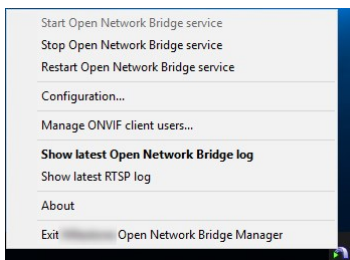 Start Open Network Bridge service
Stop Open Network Bridge service
Restart Open Network Bridge service
Configuration...
Manage ONVIF client users...
Show latest Open Network Bridge log
Show latest RTSP log
About
Exit Open Network Bridge Manager